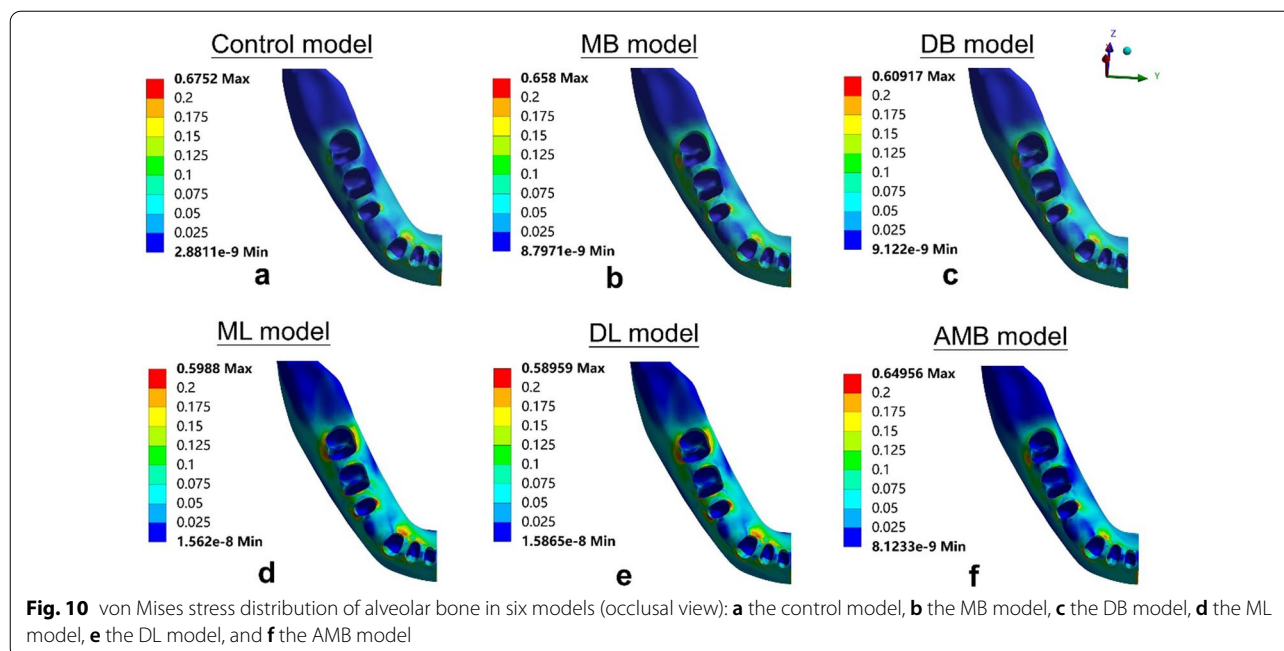 Control model
0.6752 Max
0.2
0.175
0.15
0.125
0.1
0.075
0.05
0.025
2.8811e-9 Min
a
MB model
0.658 Max
0.2
0.175
0.15
0.125
0.1
0.075
0.05
0.025
8.7971e-9 Min
b
DB model
0.60917 Max
0.2
0.175
0.15
0.125
0.1
0.075
0.05
0.025
9.122e-9 Min
c
Z
Y
ML model
0.5988 Max
0.2
0.175
0.15
0.125
0.1
0.075
0.05
0.025
1.562e-8 Min
d
DL model
0.58959 Max
0.2
0.175
0.15
0.125
0.1
0.075
0.05
0.025
1.5865e-8 Min
e
AMB model
0.64956 Max
0.2
0.175
0.15
0.125
0.1
0.075
0.05
0.025
8.1233e-9 Min
f
Fig. 10 von Mises stress distribution of alveolar bone in six models (occlusal view): a the control model, b the MB model, c the DB model, d the ML
model, e the DL model, and f the AMB model